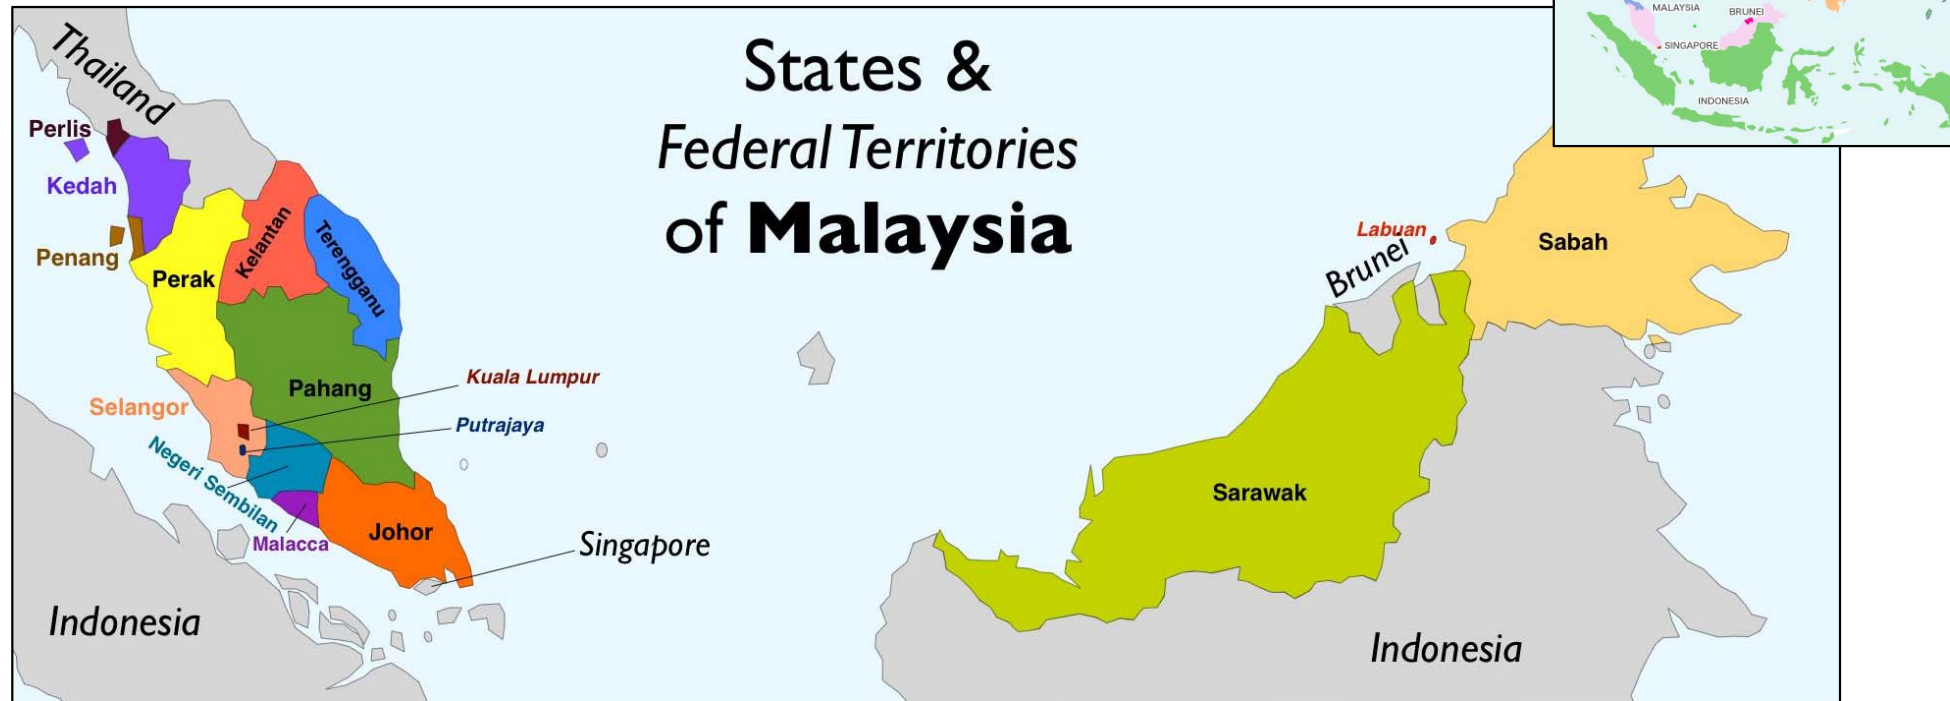 States &
Federal Territories
of Malaysia
MALAYSIA
BRUNEI
SINGAPORE
INDONESIA
Thailand
Perlis
Kedah
Penang
Perak
Kelantan
Terengganu
Pahang
Selangor
Kuala Lumpur
Putrajaya
Negeri Sembilan
Malacca
Johor
Singapore
Indonesia
Labuan
Brunei
Sabah
Sarawak
Indonesia